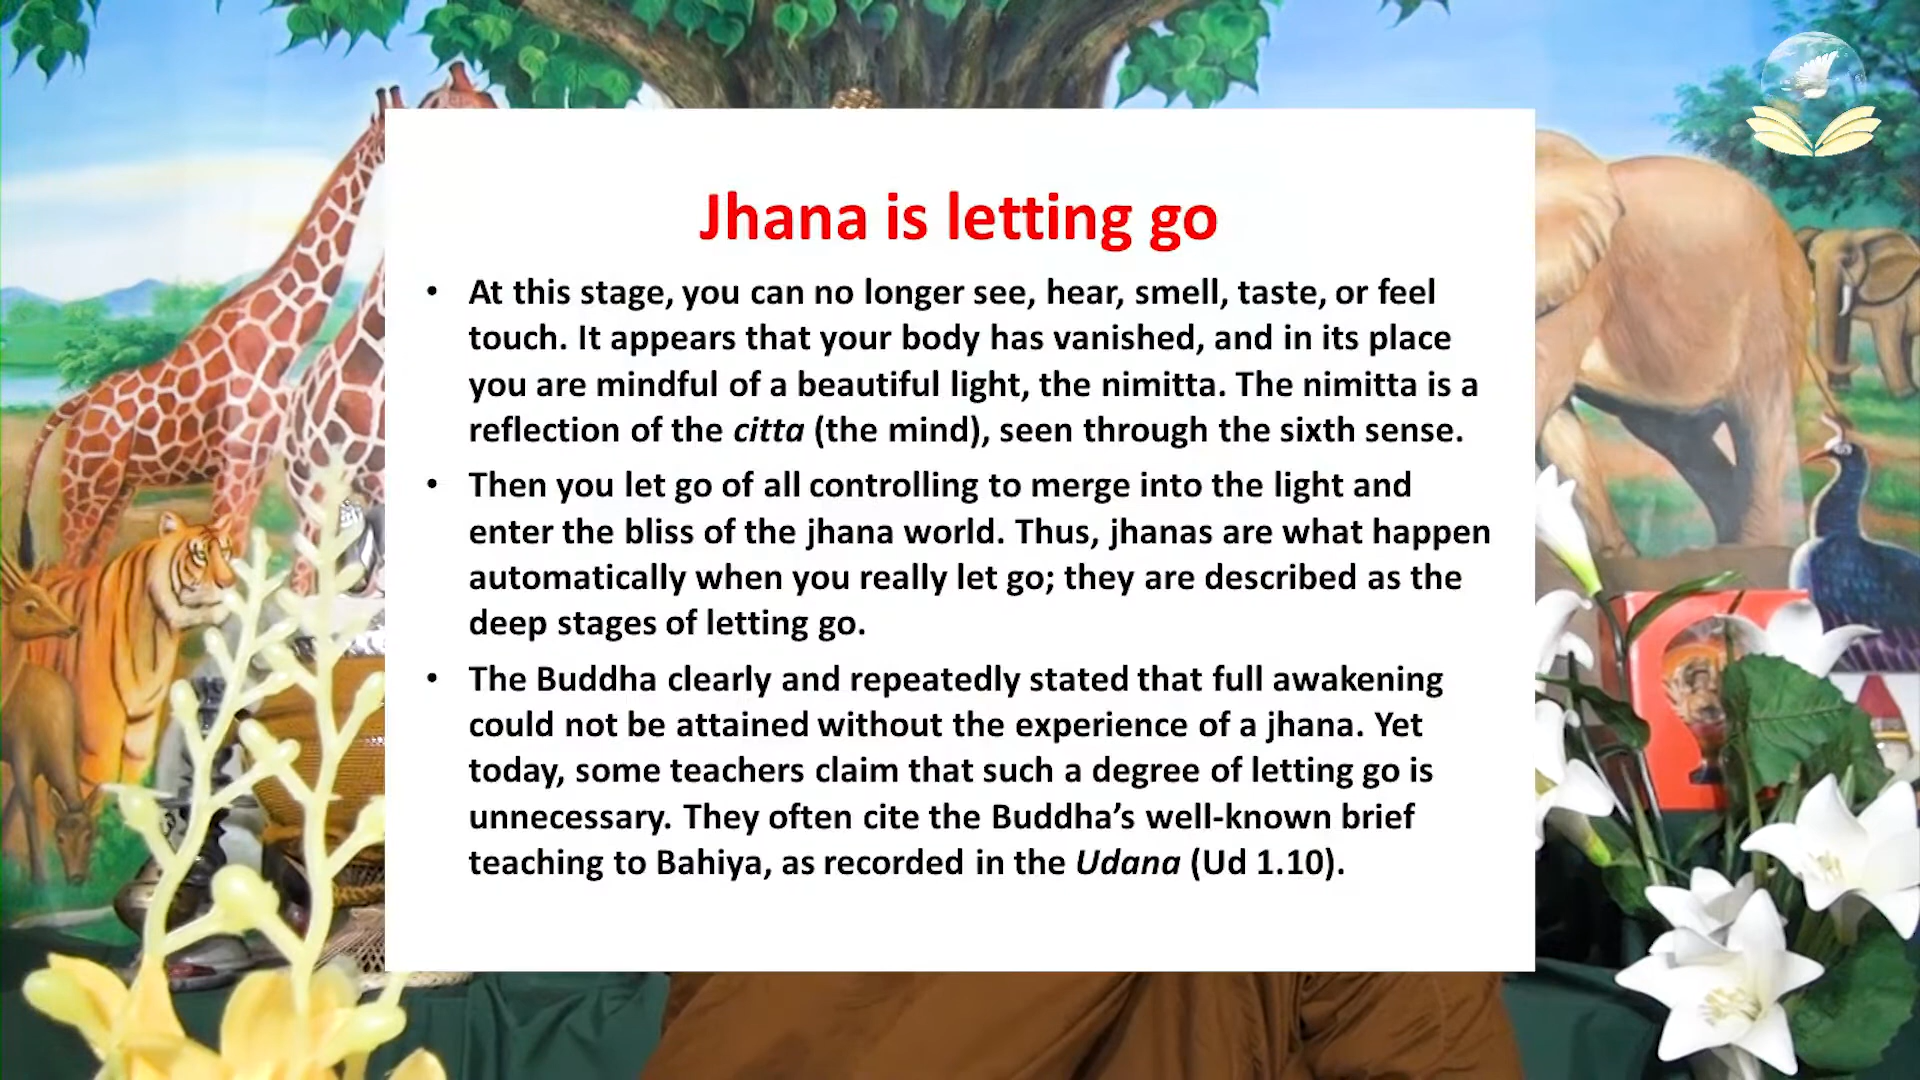 Jhana is letting go
• At this stage, you can no longer see, hear, smell, taste, or feel
touch. It appears that your body has vanished, and in its place
you are mindful of a beautiful light, the nimitta. The nimitta is a
reflection of the citta (the mind), seen through the sixth sense.
• Then you let go of all controlling to merge into the light and
enter the bliss of the jhana world. Thus, jhanas are what happen
automatically when you really let go; they are described as the
deep stages of letting go.
• The Buddha clearly and repeatedly stated that full awakening
could not be attained without the experience of a jhana. Yet
today, some teachers claim that such a degree of letting go is
unnecessary. They often cite the Buddha’s well-known brief
teaching to Bahiya, as recorded in the Udana (Ud 1.10).